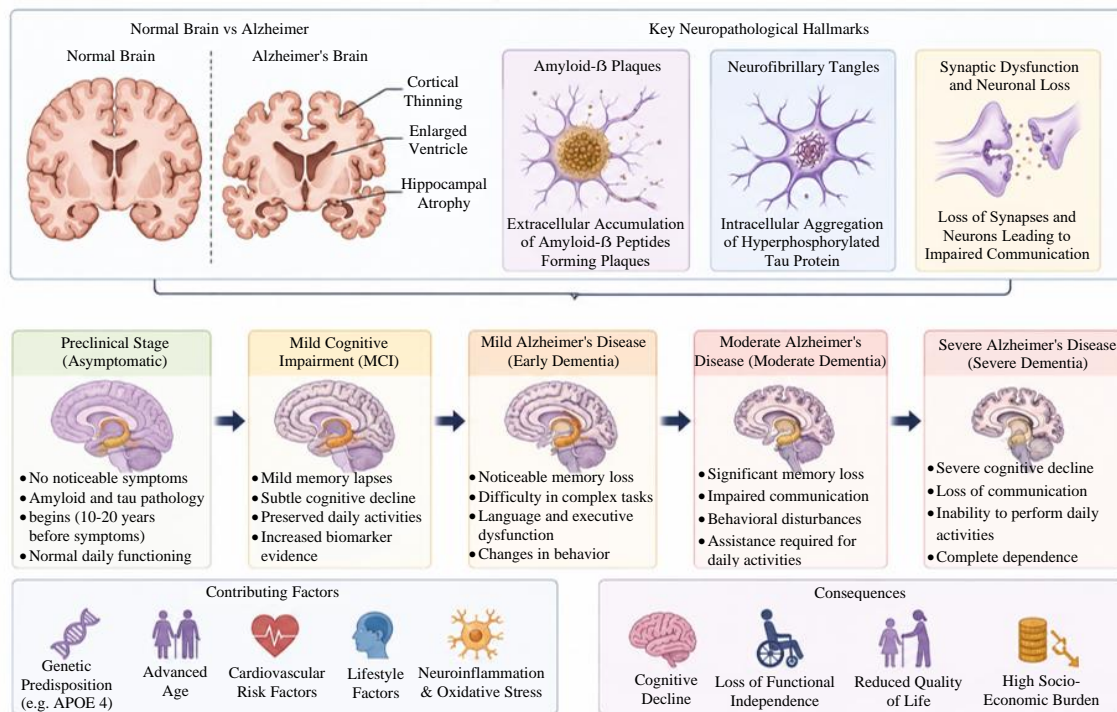 Normal Brain vs Alzheimer
Normal Brain
Alzheimer's Brain
Cortical
Thinning
Enlarged
Ventricle
Hippocampal
Atrophy
Key Neuropathological Hallmarks
Amyloid-ß Plaques
Extracellular Accumulation
of Amyloid-ß Peptides
Forming Plaques
Neurofibrillary Tangles
Intracellular Aggregation
of Hyperphosphorylated
Tau Protein
Synaptic Dysfunction
and Neuronal Loss
Loss of Synapses and
Neurons Leading to
Impaired Communication
Preclinical Stage
(Asymptomatic)
• No noticeable symptoms
• Amyloid and tau pathology
• begins (10-20 years
before symptoms)
• Normal daily functioning
Mild Cognitive
Impairment (MCI)
• Mild memory lapses
• Subtle cognitive decline
• Preserved daily activities
• Increased biomarker
evidence
Mild Alzheimer's Disease
(Early Dementia)
• Noticeable memory loss
• Difficulty in complex tasks
• Language and executive
dysfunction
• Changes in behavior
Moderate Alzheimer's
Disease (Moderate Dementia)
• Significant memory loss
• Impaired communication
• Behavioral disturbances
• Assistance required for
daily activities
Severe Alzheimer's Disease
(Severe Dementia)
• Severe cognitive decline
• Loss of communication
• Inability to perform daily
activities
• Complete dependence
Contributing Factors
Genetic
Predisposition
(e.g. APOE 4)
Advanced
Age
Cardiovascular
Risk Factors
Lifestyle
Factors
Neuroinflammation
& Oxidative Stress
Consequences
Cognitive
Decline
Loss of Functional
Independence
Reduced Quality
of Life
High Socio-
Economic Burden